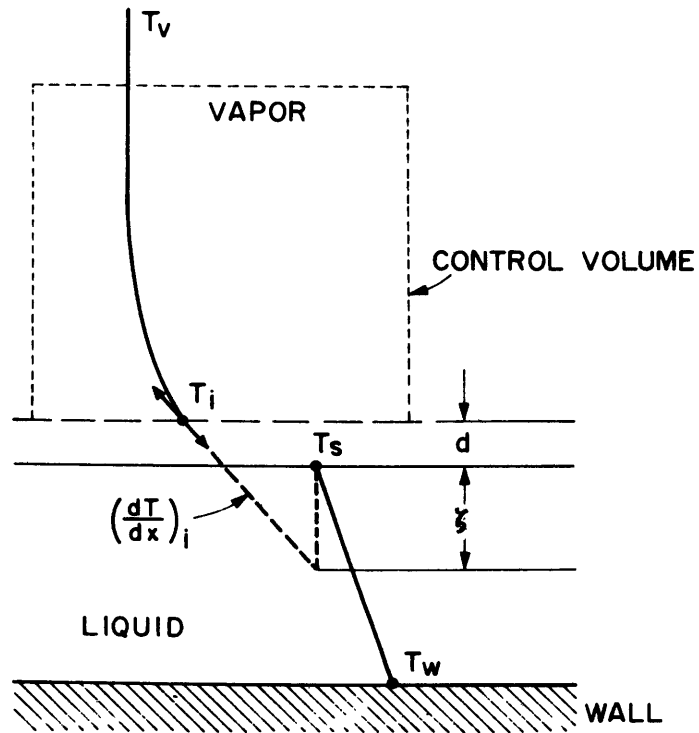 Tv
VAPOR
CONTROL VOLUME
Ti
Ts
d
(dT/dx)i
ξ
LIQUID
Tw
WALL